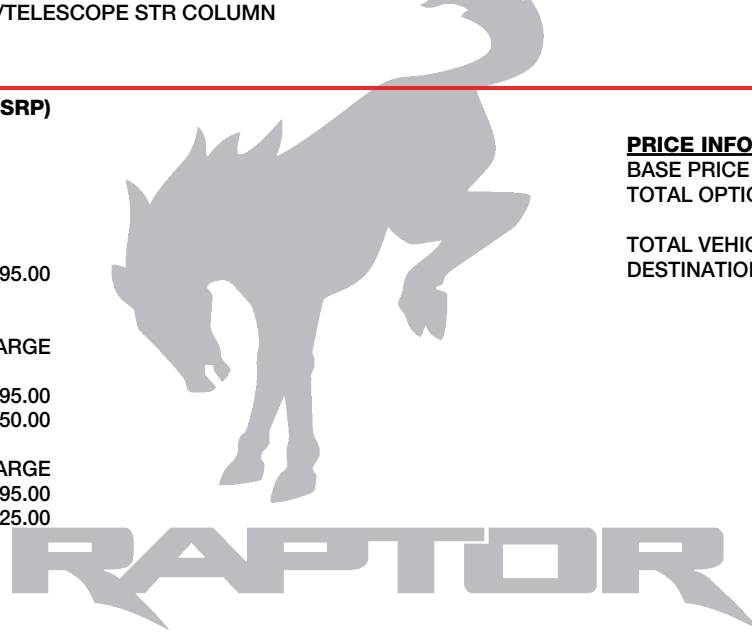 /TELESCOPE STR COLUMN
SRP)
95.00
ARGE
95.00
50.00
ARGE
95.00
25.00
PRICE INFO
BASE PRICE
TOTAL OPTIO
TOTAL VEHIC
DESTINATION
RAPTOR